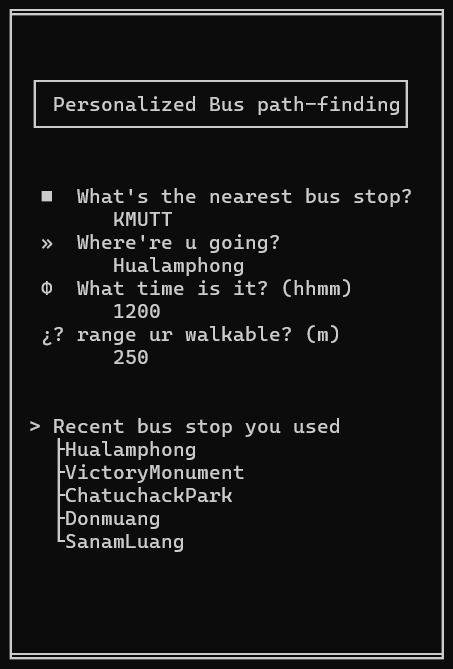 Personalized Bus path-finding
■ What's the nearest bus stop?
KMUTT
» Where're u going?
Hualamphong
Φ What time is it? (hhmm)
1200
¿? range ur walkable? (m)
250
> Recent bus stop you used
├Hualamphong
├VictoryMonument
├ChatuchackPark
├Donmuang
└SanamLuang